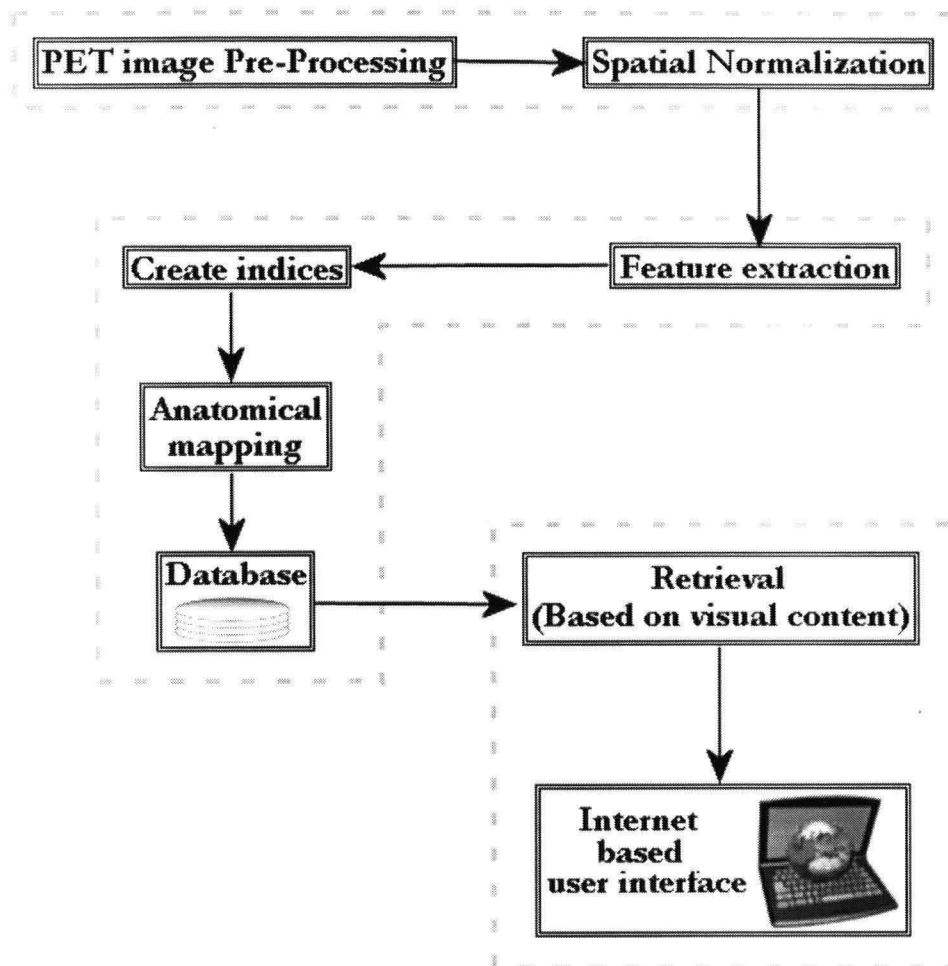 PET image Pre-Processing
Spatial Normalization
Create indices
Feature extraction
Anatomical
mapping
Database
Retrieval
(Based on visual content)
Internet
based
user interface